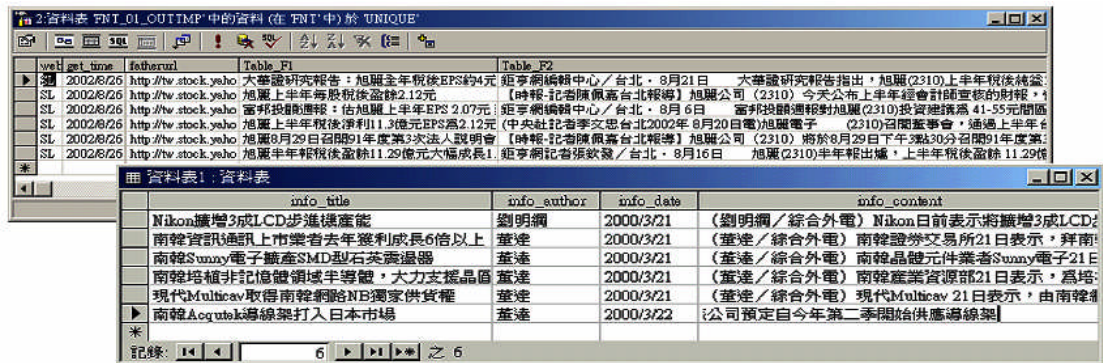 2:資料表 'FNT_01_OUTTMP' 中的資料 (在 'FNT' 中) 於 'UNIQUE'
SQL
wet get_time fatherurl Table_F1 Table_F2
SL 2002/8/26 http://tw.stock.yaho 大華證研究報告：旭麗全年稅後EPS約4元 鉅亨網編輯中心／台北‧8月21日 大華證研究報告指出，旭麗(2310)上半年稅後純益
SL 2002/8/26 http://tw.stock.yaho 旭麗上半年每股稅後盈餘2.12元 【時報-記者陳佩嘉台北報導】旭麗公司（2310）今天公布上半年經會計師查核的財報，
SL 2002/8/26 http://tw.stock.yaho 富邦投顧週報：估旭麗上半年EPS 2.07元 鉅亨網編輯中心／台北‧8月6日 富邦投顧週報對旭麗(2310)投資建議為 41-55元間區
SL 2002/8/26 http://tw.stock.yaho 旭麗上半年稅後淨利11.3億元EPS為2.12元 (中央社記者李文忠台北2002年 8月20日電)旭麗電子 (2310)召開董事會，通過上半年
SL 2002/8/26 http://tw.stock.yaho 旭麗8月29日召開91年度第3次法人說明會 【時報-記者陳佩嘉台北報導】旭麗公司（2310）將於8月29日下午3點30分召開91年度第
SL 2002/8/26 http://tw.stock.yaho 旭麗半年報稅後盈餘11.29億元大幅成長1. 鉅亨網記者張欽發／台北‧8月16日 旭麗(2310)半年報出爐，上半年稅後盈餘 11.29億
資料表1 : 資料表
info_title info_author info_date info_content
Nikon擴增3成LCD步進機產能 劉明綱 2000/3/21 （劉明綱／綜合外電）Nikon日前表示將擴增3成LCD
南韓資訊通訊上市業者去年獲利成長6倍以上 董達 2000/3/21 （董達／綜合外電）南韓證券交易所21日表示，拜南
南韓Sunny電子擴產SMD型石英震盪器 董達 2000/3/21 （董達／綜合外電）南韓晶體元件業者Sunny電子21日
南韓培植非記憶體領域半導體，大力支援晶圓 董達 2000/3/21 （董達／綜合外電）南韓產業資源部21日表示，為培
現代Multicav取得南韓網路NB獨家供貨權 董達 2000/3/21 （董達／綜合外電）現代Multicav 21日表示，由南韓
南韓Acqutek導線架打入日本市場 董達 2000/3/22 公司預定自今年第二季開始供應導線架
記錄: 6 之 6